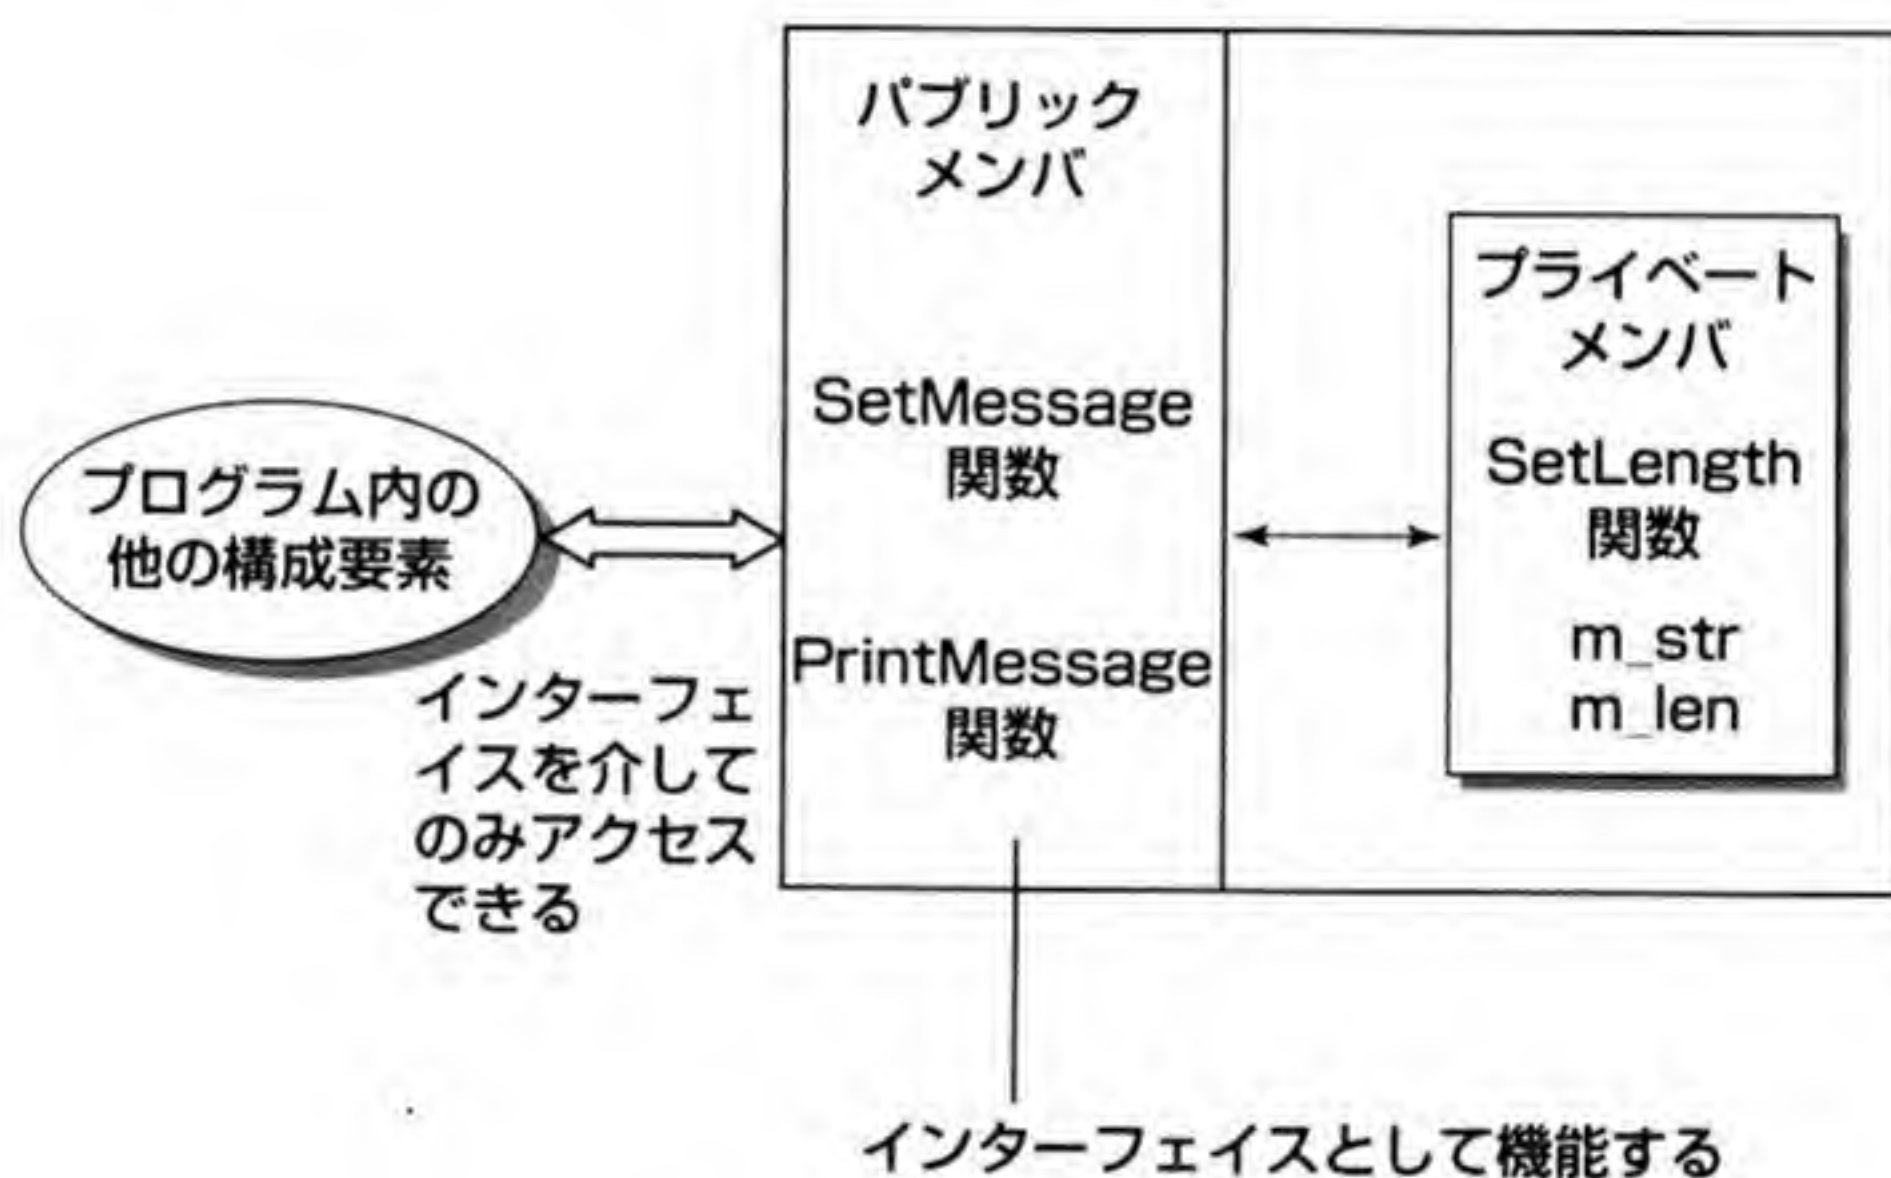 パブリック
メンバ
SetMessage
関数
PrintMessage
関数
プライベート
メンバ
SetLength
関数
m_str
m_len
プログラム内の
他の構成要素
インターフェ
イスを介して
のみアクセス
できる
インターフェイスとして機能する